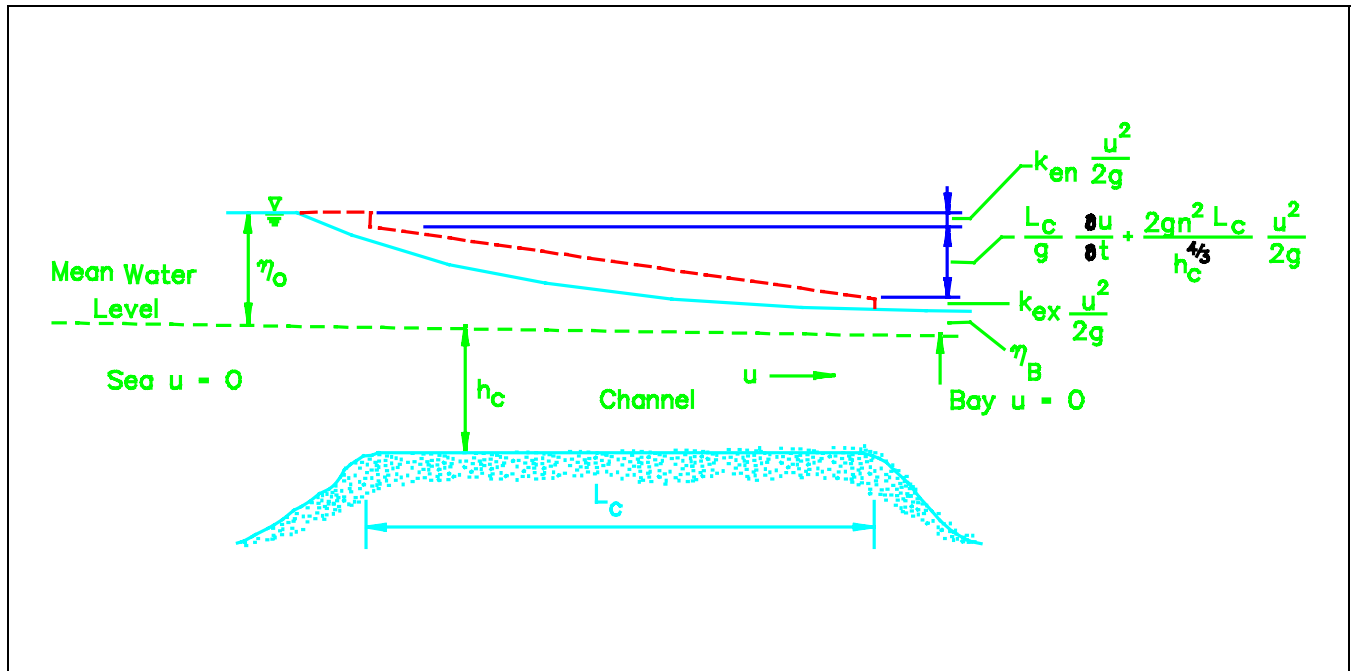 k_en u²/2g
L_c/g ∂u/∂t + 2gn² L_c/h_c^4/3 u²/2g
k_ex u²/2g
η_B
η_o
Mean Water
Level
Sea u = 0
h_c
u
Channel
Bay u = 0
L_c